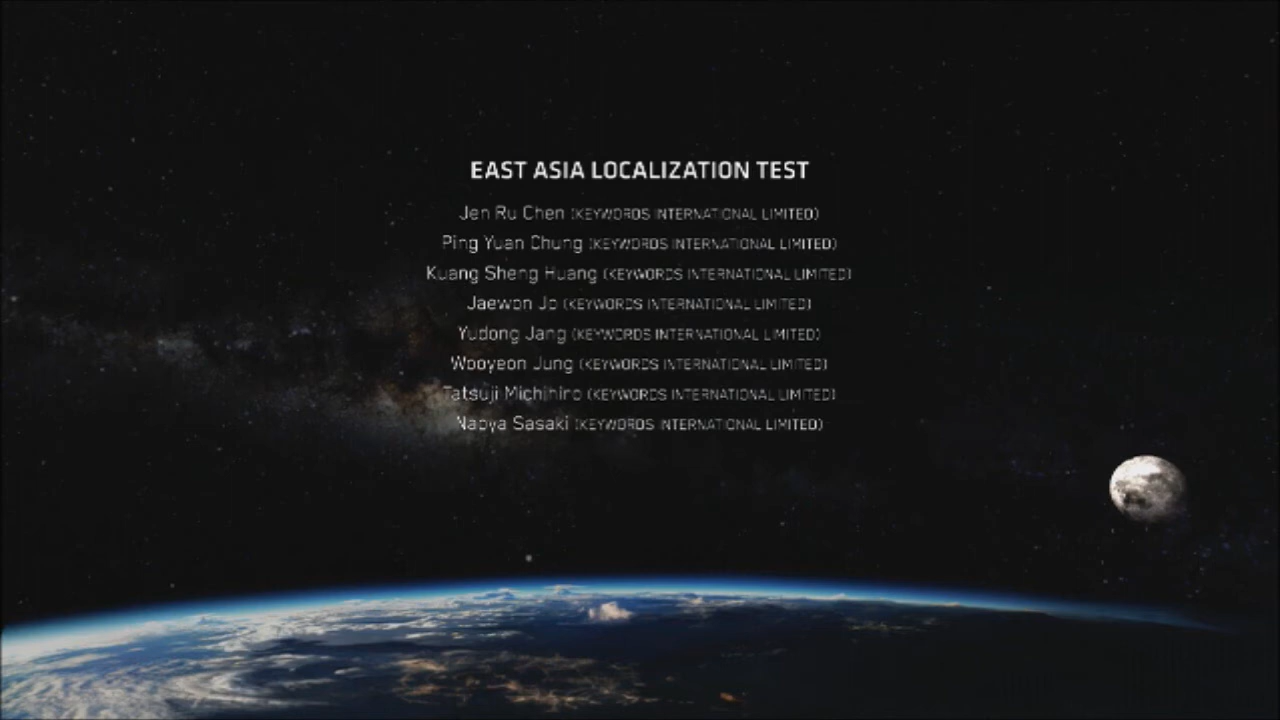 EAST ASIA LOCALIZATION TEST
Jen Ru Chen (KEYWORDS INTERNATIONAL LIMITED)
Ping Yuan Chung (KEYWORDS INTERNATIONAL LIMITED)
Kuang Sheng Huang (KEYWORDS INTERNATIONAL LIMITED)
Jaewon Jo (KEYWORDS INTERNATIONAL LIMITED)
Yudong Jang (KEYWORDS INTERNATIONAL LIMITED)
Wooyeon Jung (KEYWORDS INTERNATIONAL LIMITED)
Tatsuji Michihiro (KEYWORDS INTERNATIONAL LIMITED)
Naoya Sasaki (KEYWORDS INTERNATIONAL LIMITED)